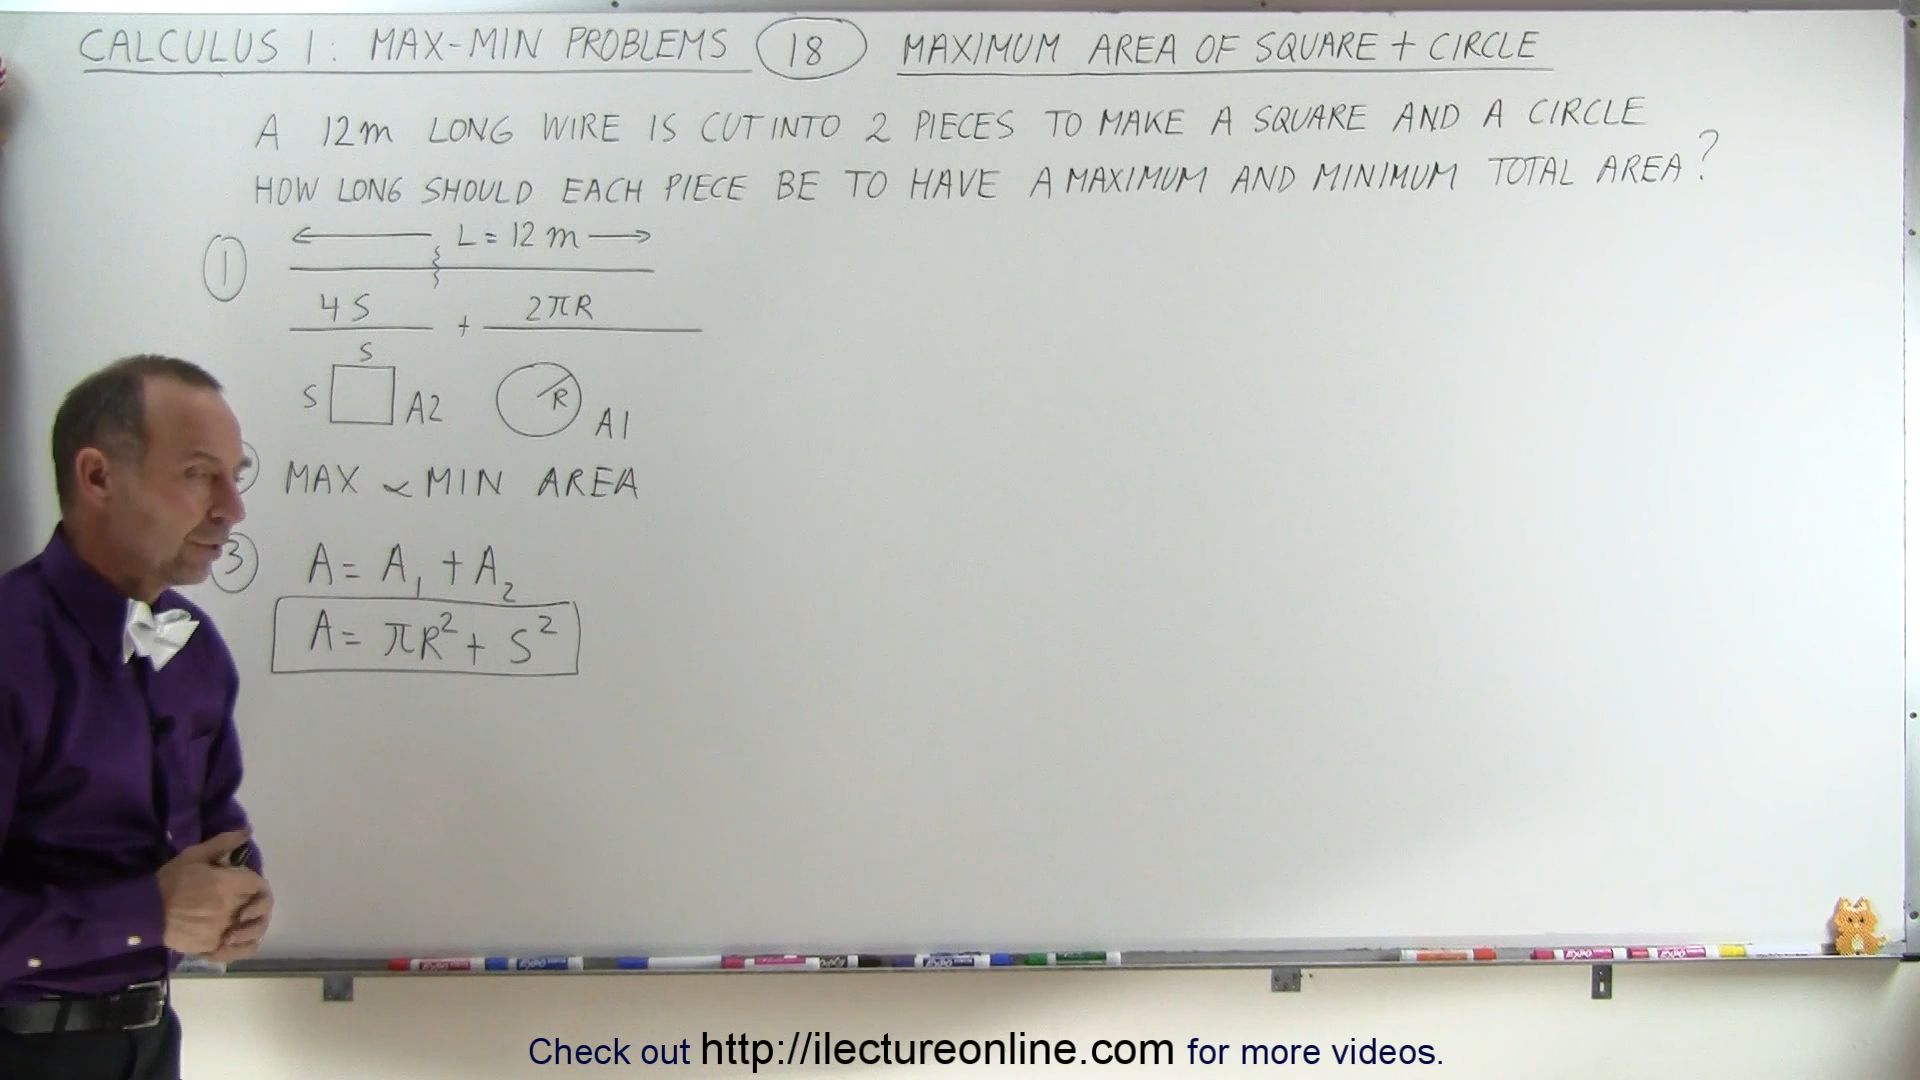 CALCULUS 1: MAX-MIN PROBLEMS 18 MAXIMUM AREA OF SQUARE + CIRCLE
A 12m LONG WIRE IS CUT INTO 2 PIECES TO MAKE A SQUARE AND A CIRCLE
HOW LONG SHOULD EACH PIECE BE TO HAVE A MAXIMUM AND MINIMUM TOTAL AREA?
1 L = 12 m
4S + 2πR
S
S A2 R A1
MAX & MIN AREA
3 A = A₁ + A₂
A = πR² + S²
EXPO EXPO
Check out http://ilectureonline.com for more videos.